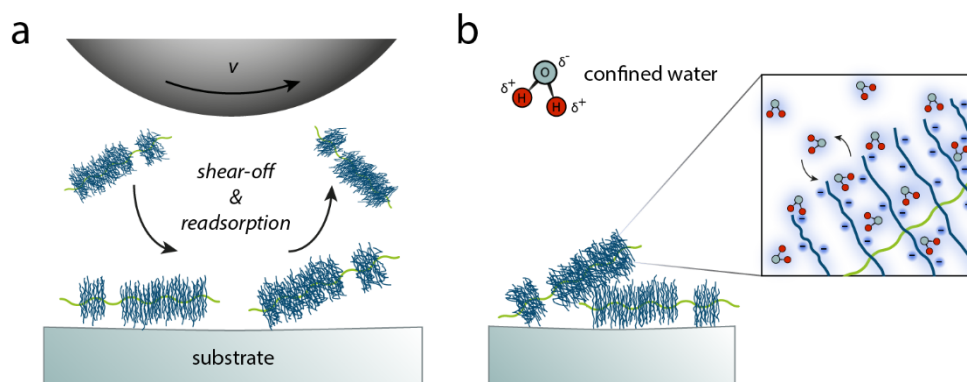 a
v
shear-off
&
readsorption
substrate
b
O
δ-
δ+
H
H
δ+
confined water